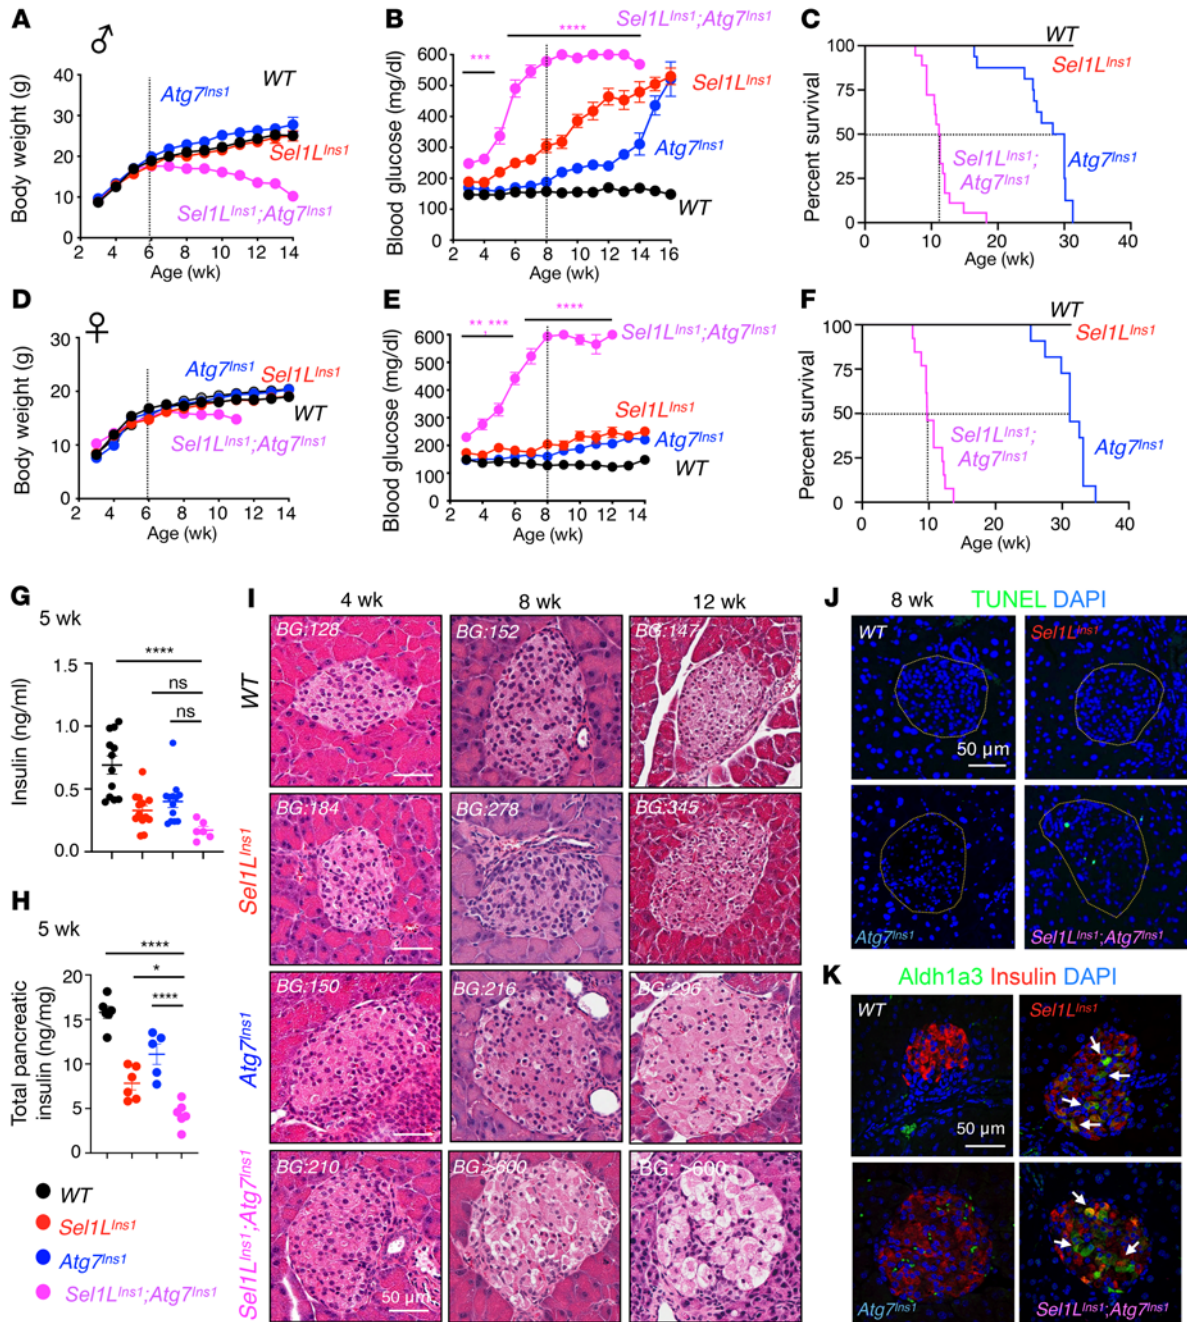 A
♂
Body weight (g)
40
30
20
10
0
2 4 6 8 10 12 14
Age (wk)
WT
Atg7Ins1
Sel1LIns1
Sel1LIns1;Atg7Ins1
B
Sel1LIns1;Atg7Ins1
***
****
Blood glucose (mg/dl)
600
500
400
300
200
100
0
Sel1LIns1
Atg7Ins1
WT
2 4 6 8 10 12 14 16
Age (wk)
C
WT
Sel1LIns1
Percent survival
100
50
0
Sel1LIns1;
Atg7Ins1
Atg7Ins1
0 10 20 30 40
Age (wk)
D
♀
Body weight (g)
30
20
10
0
Atg7Ins1
Sel1LIns1
WT
Sel1LIns1;Atg7Ins1
2 4 6 8 10 12 14
Age (wk)
E
** ***
****
Sel1LIns1;Atg7Ins1
Blood glucose (mg/dl)
600
500
400
300
200
100
0
Sel1LIns1
Atg7Ins1
WT
2 4 6 8 10 12 14
Age (wk)
F
WT
Sel1LIns1
Percent survival
100
50
0
Sel1LIns1;
Atg7Ins1
Atg7Ins1
0 10 20 30 40
Age (wk)
G
5 wk
Insulin (ng/ml)
1.5
1.0
0.5
0.0
****
ns
ns
H
5 wk
Total pancreatic
insulin (ng/mg)
20
15
10
5
0
****
*
****
WT
Sel1LIns1
Atg7Ins1
Sel1LIns1;Atg7Ins1
I
4 wk 8 wk 12 wk
WT
BG:128 BG:152 BG:147
Sel1LIns1
BG:184 BG:278 BG:345
Atg7Ins1
BG:150 BG:216 BG:296
Sel1LIns1;Atg7Ins1
BG:210 BG:>600 BG: >600
50 µm
J
8 wk TUNEL DAPI
WT
Sel1LIns1
50 µm
Atg7Ins1
Sel1LIns1;Atg7Ins1
K
Aldh1a3 Insulin DAPI
WT
Sel1LIns1
50 µm
Atg7Ins1
Sel1LIns1;Atg7Ins1